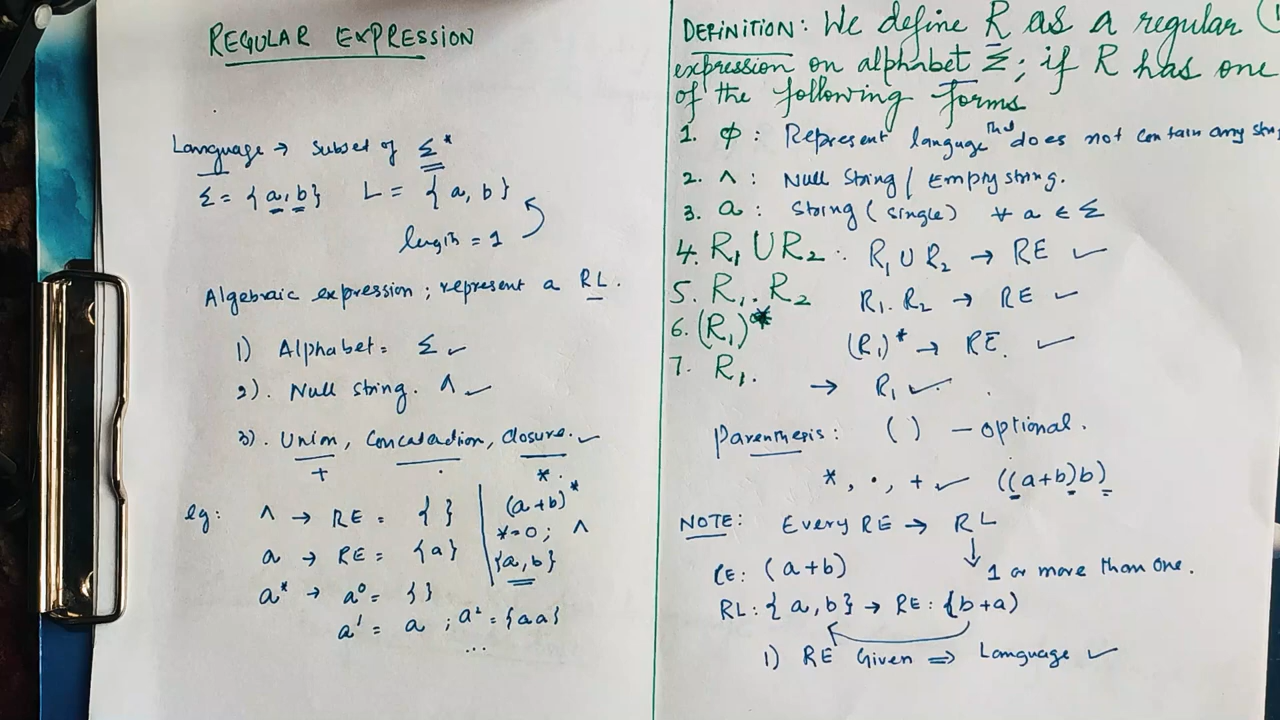 REGULAR EXPRESSION
Language → Subset of Σ*
Σ = {a,b}  L = {a, b}
length = 1
Algebraic expression ; represent a RL.
1) Alphabet = Σ ✓
2). Null string. ∧ ✓
3). Union, Concatadion, Closure. ✓
+ . *.
eg: ∧ → RE = { }
a → RE = {a}
a* → a⁰ = { }
a¹ = a ; a² = {aa}
...
(a+b)*
*=0; ∧
{a,b}
DEFINITION: We define R as a regular
expression on alphabet Σ; if R has one
of the following forms
1. φ : Represent languge that does not contain any
2. ∧ : Null String / Empty string.
3. a : String (single) ∀ a ∈ Σ
4. R₁ U R₂ : R₁ U R₂ → RE ✓
5. R₁. R₂  R₁. R₂ → RE ✓
6. (R₁)*  (R₁)* → RE. ✓
7. R₁. → R₁ ✓
Parenthesis: ( ) – optional.
*, ., + ✓ ((a+b)b)
NOTE: Every RE → RL
↓ 1 or more than one.
RE: (a+b)
RL: {a, b} → RE: {b+a)
1) RE Given ⇒ Language ✓